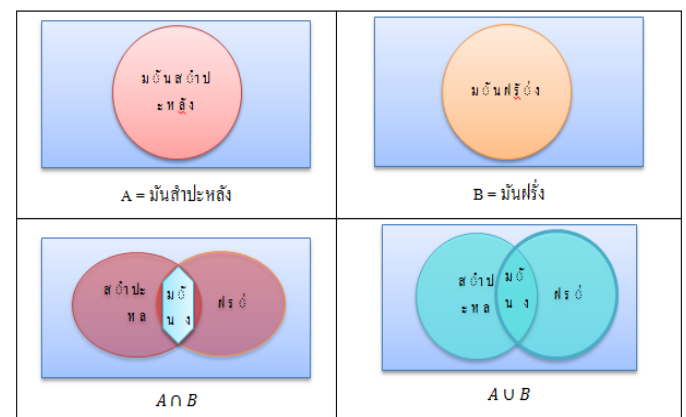 มันสำป
ะหลัง
A = มันสำปะหลัง
มันฝรั่ง
B = มันฝรั่ง
ส ำปะ
ห ล
ม ั
น ง
ฝ ร ่
A ∩ B
ส ำ ป
ะ ห ล
ม ั
น ง
ฝ ร ่
A ∪ B